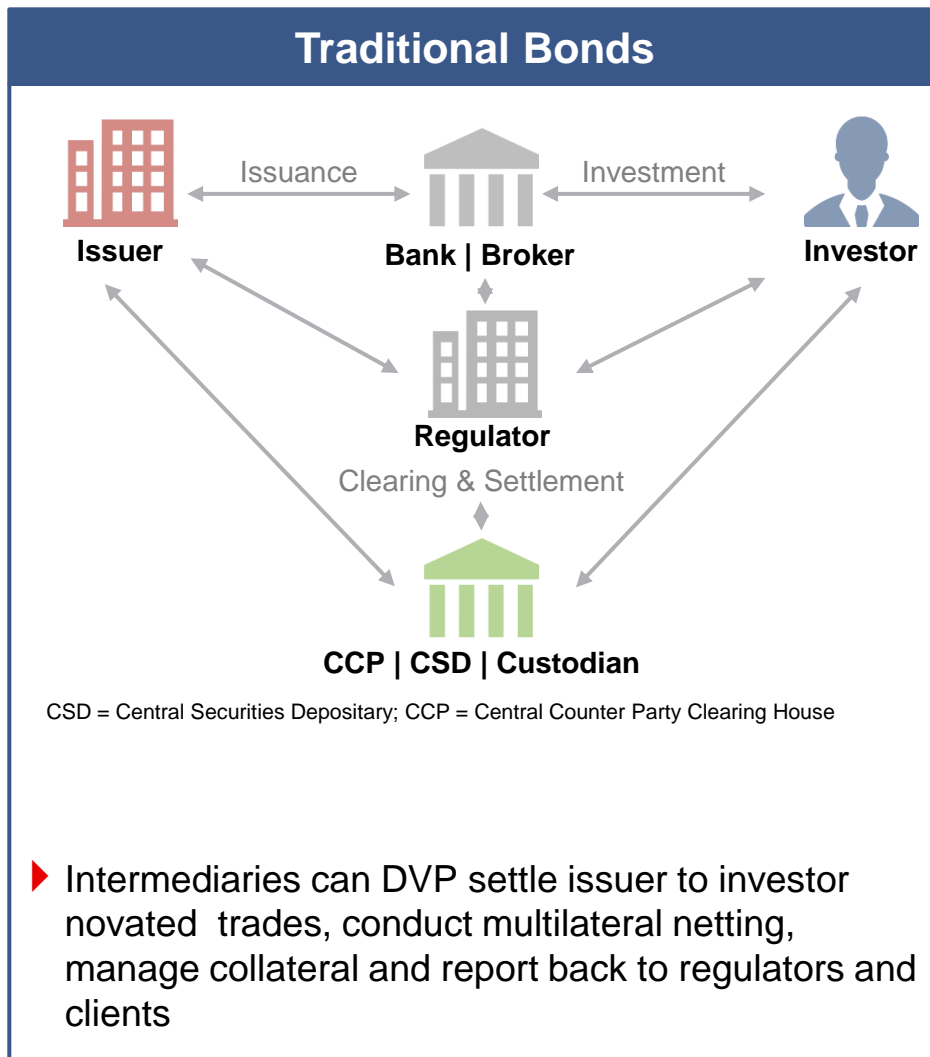 Traditional Bonds
Issuance
Investment
Issuer
Bank | Broker
Investor
Regulator
Clearing & Settlement
CCP | CSD | Custodian
CSD = Central Securities Depositary; CCP = Central Counter Party Clearing House
Intermediaries can DVP settle issuer to investor
novated  trades, conduct multilateral netting,
manage collateral and report back to regulators and
clients